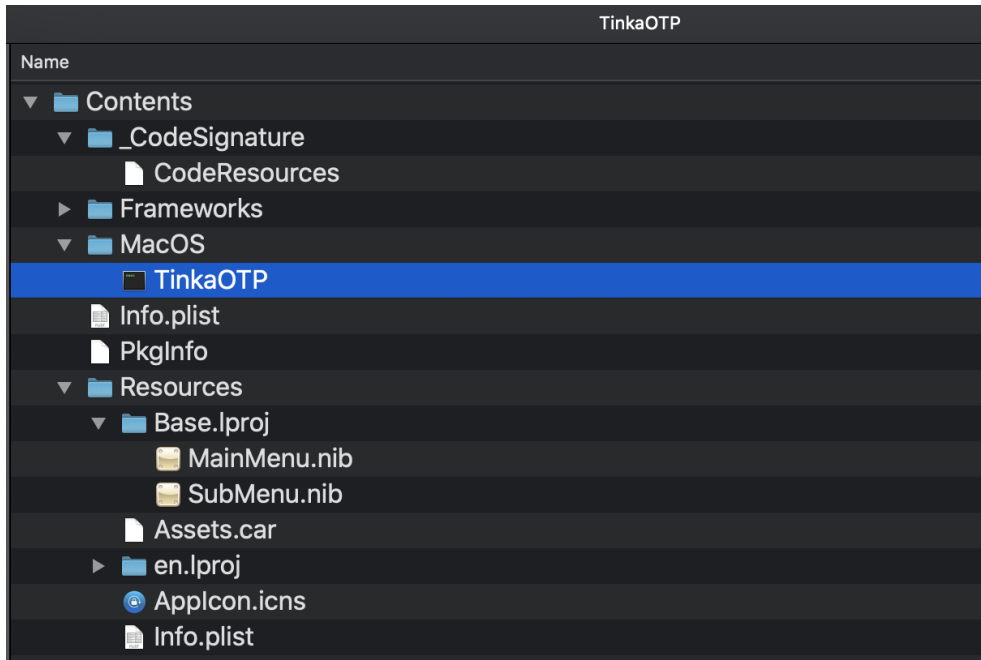 TinkaOTP
Name
Contents
_CodeSignature
CodeResources
Frameworks
MacOS
TinkaOTP
Info.plist
PkgInfo
Resources
Base.lproj
MainMenu.nib
SubMenu.nib
Assets.car
en.lproj
AppIcon.icns
Info.plist